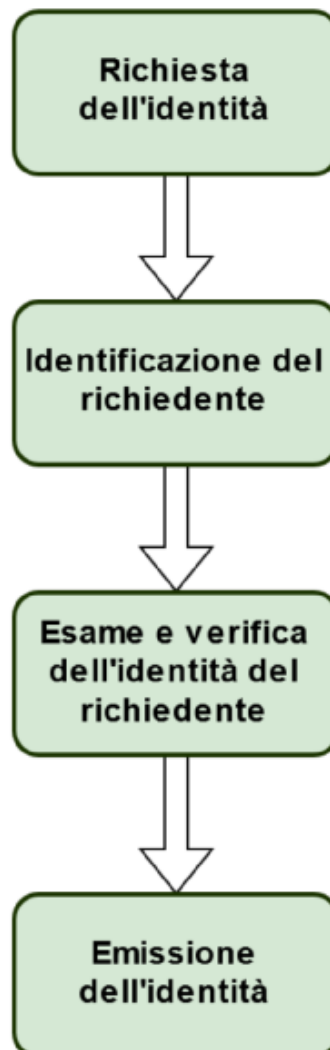 Richiesta
dell'identità
Identificazione del
richiedente
Esame e verifica
dell'identità del
richiedente
Emissione
dell'identità